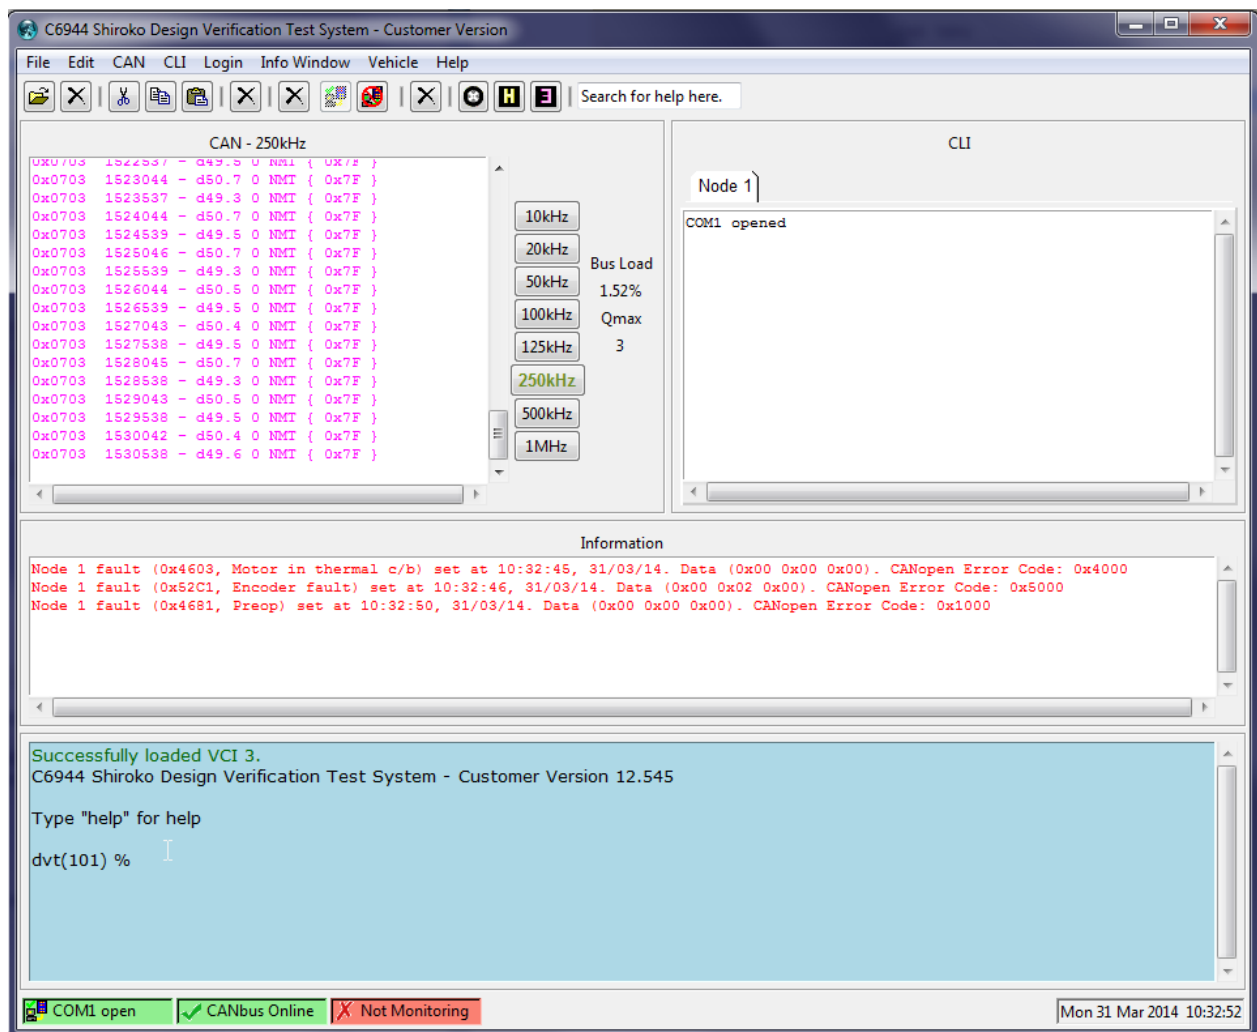 C6944 Shiroko Design Verification Test System - Customer Version
File Edit CAN CLI Login Info Window Vehicle Help
H E Search for help here.
CAN - 250kHz
0x0703 1522537 - d49.5 0 NMT { 0x7F }
0x0703 1523044 - d50.7 0 NMT { 0x7F }
0x0703 1523537 - d49.3 0 NMT { 0x7F }
0x0703 1524044 - d50.7 0 NMT { 0x7F }
0x0703 1524539 - d49.5 0 NMT { 0x7F }
0x0703 1525046 - d50.7 0 NMT { 0x7F }
0x0703 1525539 - d49.3 0 NMT { 0x7F }
0x0703 1526044 - d50.5 0 NMT { 0x7F }
0x0703 1526539 - d49.5 0 NMT { 0x7F }
0x0703 1527043 - d50.4 0 NMT { 0x7F }
0x0703 1527538 - d49.5 0 NMT { 0x7F }
0x0703 1528045 - d50.7 0 NMT { 0x7F }
0x0703 1528538 - d49.3 0 NMT { 0x7F }
0x0703 1529043 - d50.5 0 NMT { 0x7F }
0x0703 1529538 - d49.5 0 NMT { 0x7F }
0x0703 1530042 - d50.4 0 NMT { 0x7F }
0x0703 1530538 - d49.6 0 NMT { 0x7F }
10kHz
20kHz
50kHz
100kHz
125kHz
250kHz
500kHz
1MHz
Bus Load
1.52%
Qmax
3
CLI
Node 1
COM1 opened
Information
Node 1 fault (0x4603, Motor in thermal c/b) set at 10:32:45, 31/03/14. Data (0x00 0x00 0x00). CANopen Error Code: 0x4000
Node 1 fault (0x52C1, Encoder fault) set at 10:32:46, 31/03/14. Data (0x00 0x02 0x00). CANopen Error Code: 0x5000
Node 1 fault (0x4681, Preop) set at 10:32:50, 31/03/14. Data (0x00 0x00 0x00). CANopen Error Code: 0x1000
Successfully loaded VCI 3.
C6944 Shiroko Design Verification Test System - Customer Version 12.545
Type "help" for help
dvt(101) %
COM1 open CANbus Online Not Monitoring Mon 31 Mar 2014 10:32:52